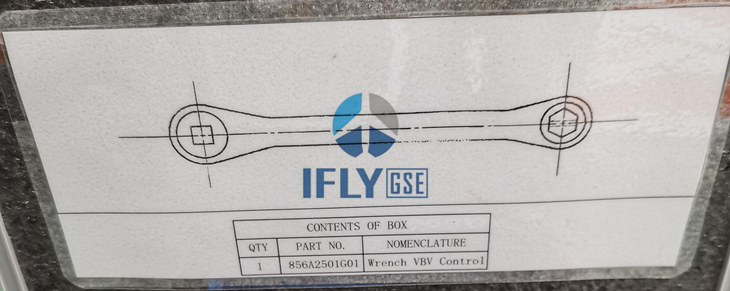 IFLY GSE
CONTENTS OF BOX
QTY PART NO. NOMENCLATURE
1 856A2501G01 Wrench VBV Control